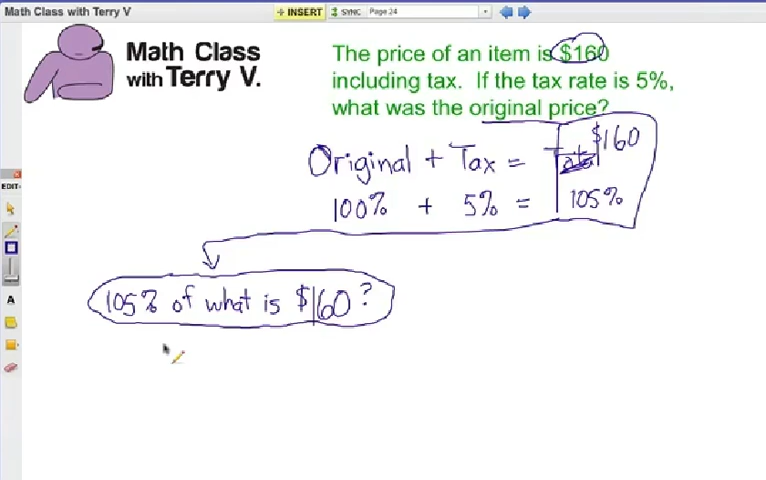 Math Class with Terry V
+ INSERT
SYNC
Page 24
Math Class
with Terry V.
The price of an item is $160
including tax. If the tax rate is 5%,
what was the original price?
Original + Tax = $160
100% + 5% = 105%
EDIT-
A
105% of what is $160?